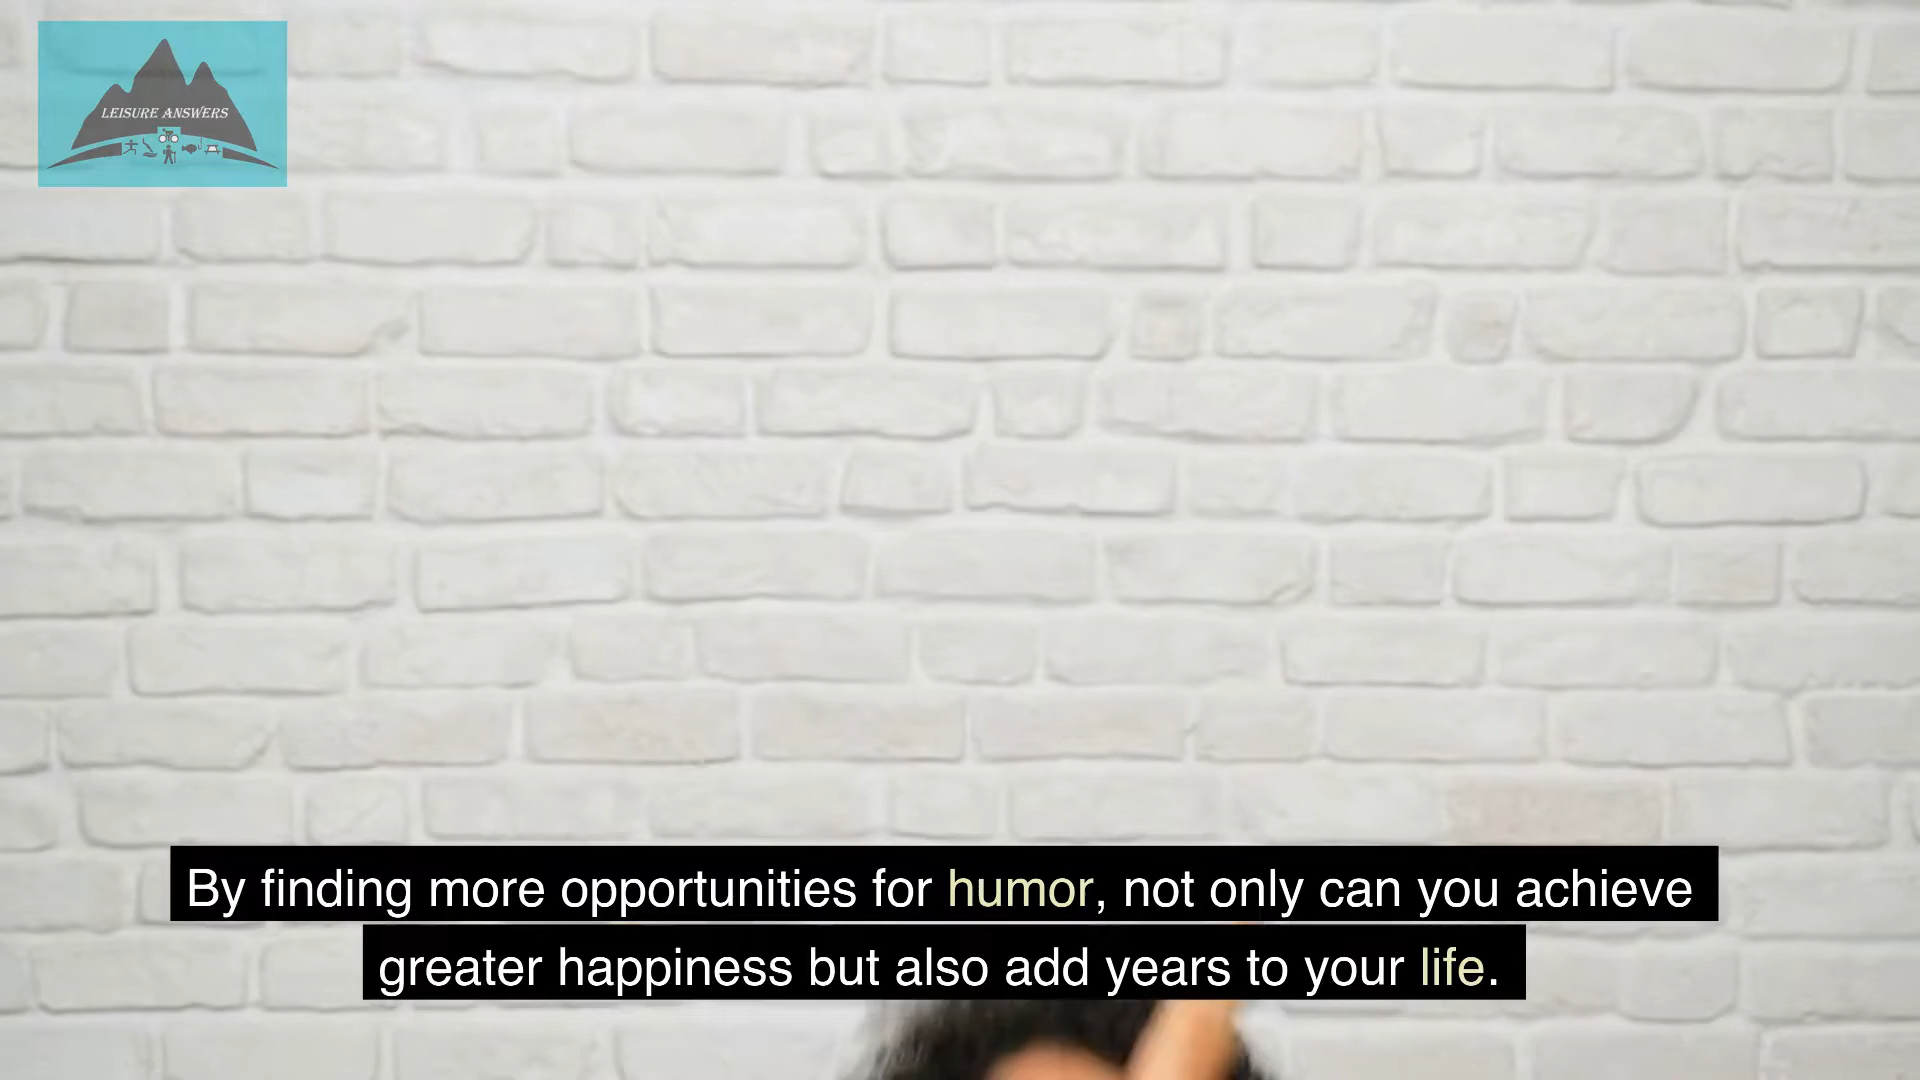 LEISURE ANSWERS
By finding more opportunities for humor, not only can you achieve
greater happiness but also add years to your life.